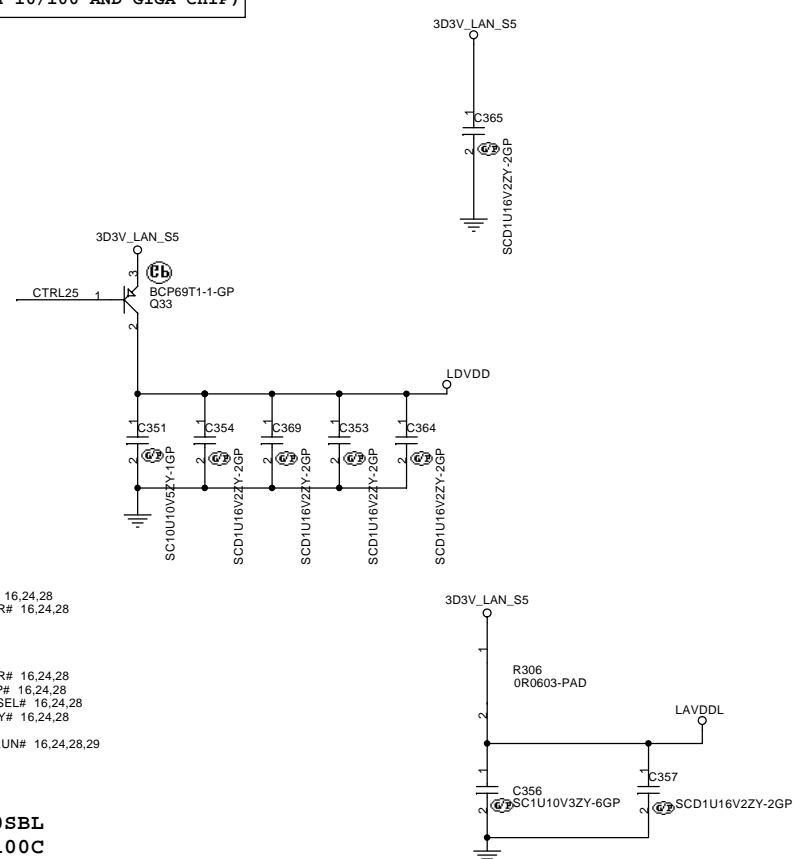 10/100 AND GIGA CHIP)
3D3V_LAN_S5
1
C365
2
G/P
SCD1U16V2ZY-2GP
3D3V_LAN_S5
3
BCP69T1-1-GP
Q33
CTRL25 1
2
LDVDD
1 1 1 1 1
C351 C354 C369 C353 C364
2 G/P 2 G/P 2 G/P 2 G/P 2 G/P
SC10U10V5ZY-1GP
SCD1U16V2ZY-2GP
SCD1U16V2ZY-2GP
SCD1U16V2ZY-2GP
SCD1U16V2ZY-2GP
16,24,28
R# 16,24,28
3D3V_LAN_S5
1
R306
0R0603-PAD
2
R# 16,24,28
P# 16,24,28
SEL# 16,24,28
Y# 16,24,28
UN# 16,24,28,29
LAVDDL
1 1
C356
SC1U10V3ZY-6GP
2 G/P
C357
SCD1U16V2ZY-2GP
2 G/P
SBL
00C